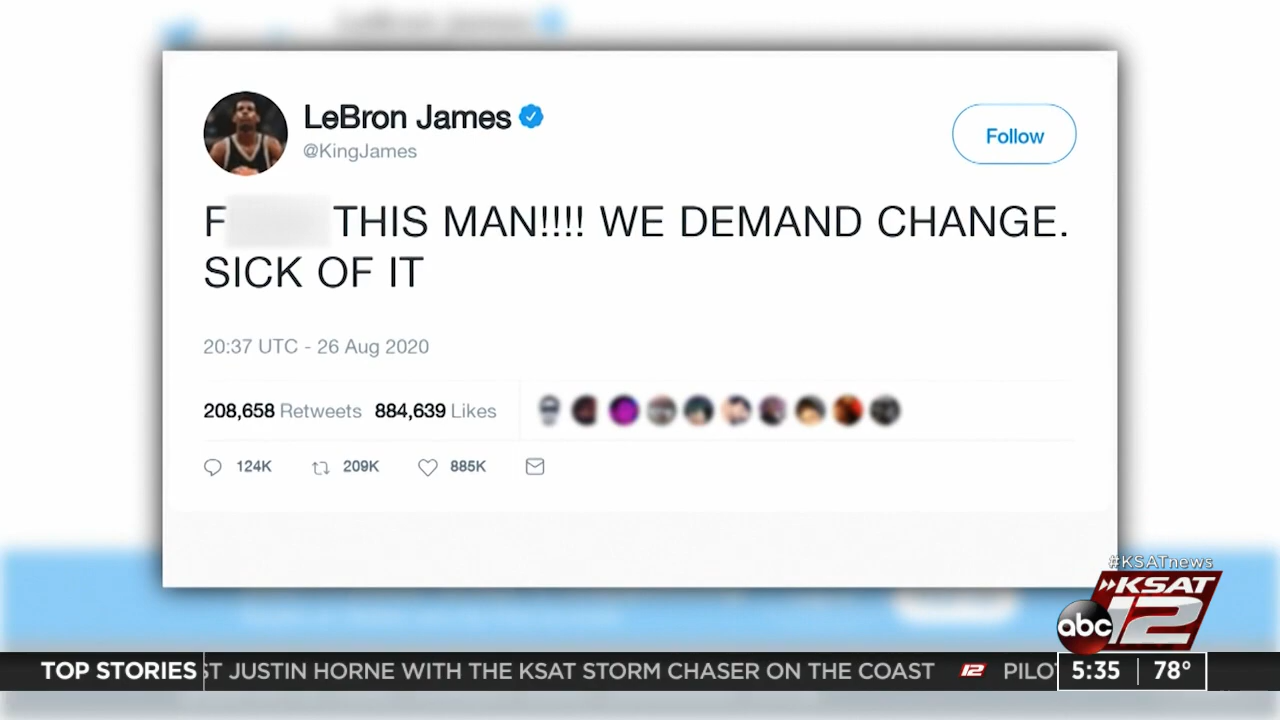 LeBron James
@KingJames
Follow
F THIS MAN!!!! WE DEMAND CHANGE.
SICK OF IT
20:37 UTC - 26 Aug 2020
208,658 Retweets 884,639 Likes
124K 209K 885K
#KSATnews
KSAT
abc 12
TOP STORIES ST JUSTIN HORNE WITH THE KSAT STORM CHASER ON THE COAST 12 PILO 5:35 78°